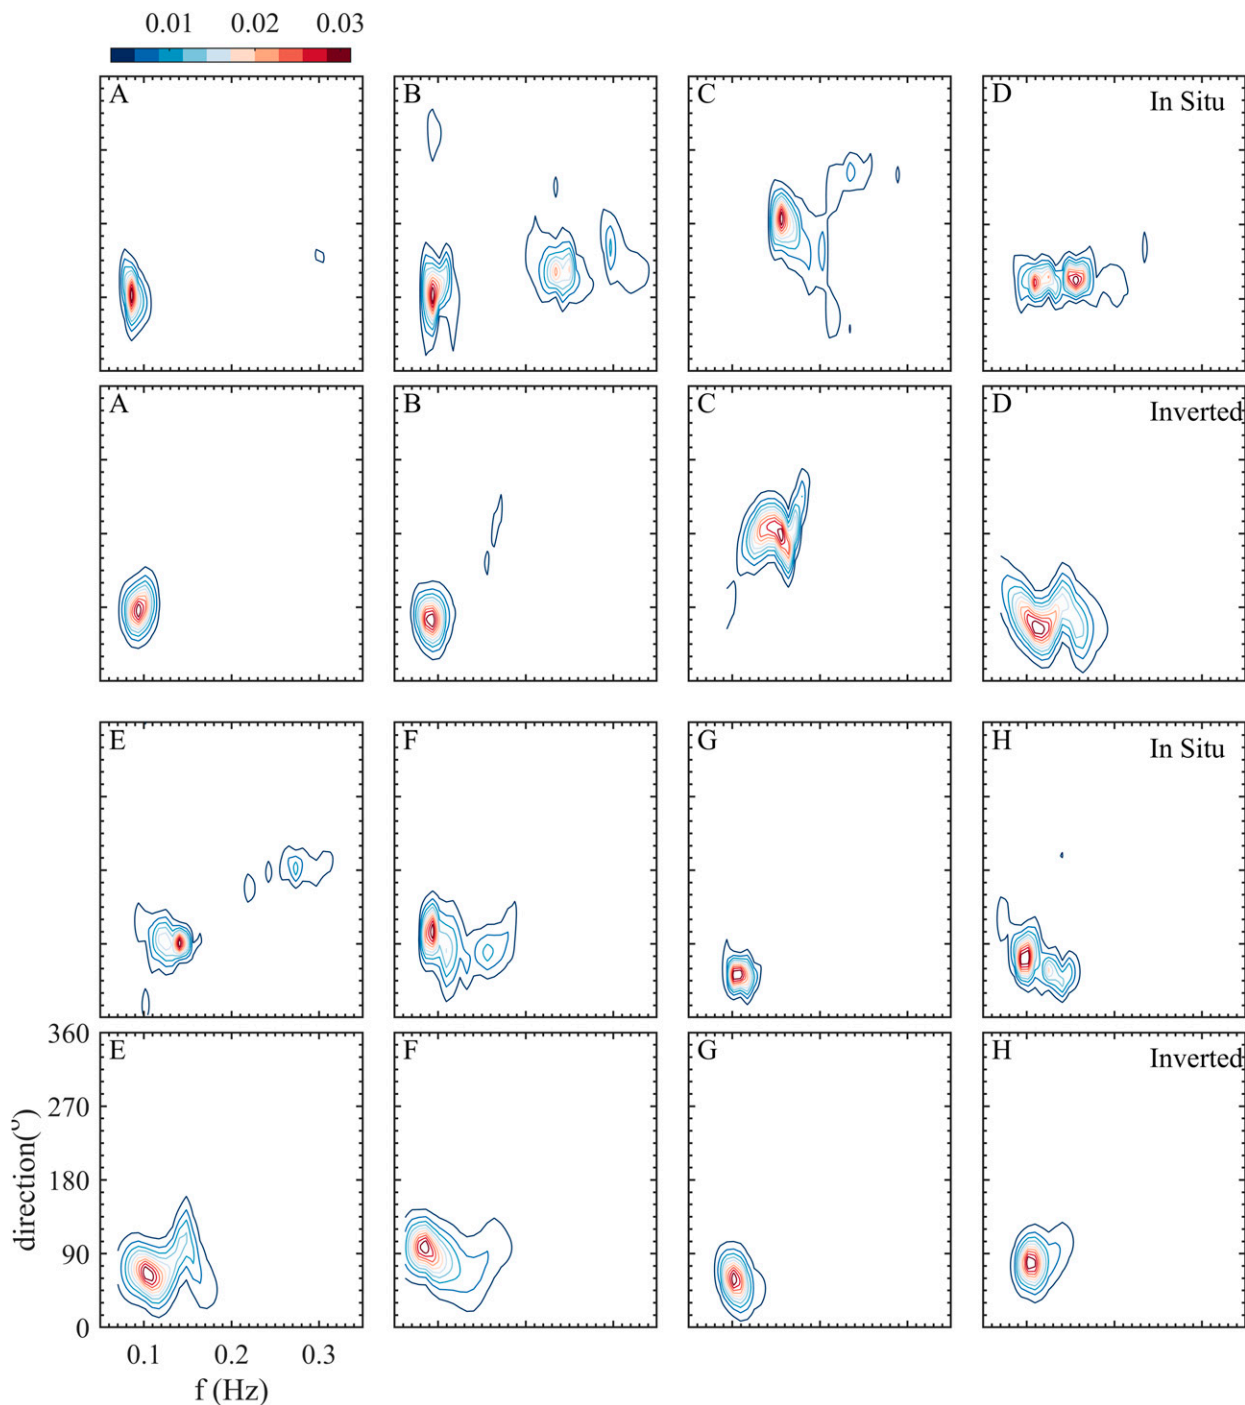 0.01 0.02 0.03
A B C D In Situ
A B C D Inverted
E F G H In Situ
360 E F G H Inverted
270
180
90
0
direction(°)
0.1 0.2 0.3
f (Hz)